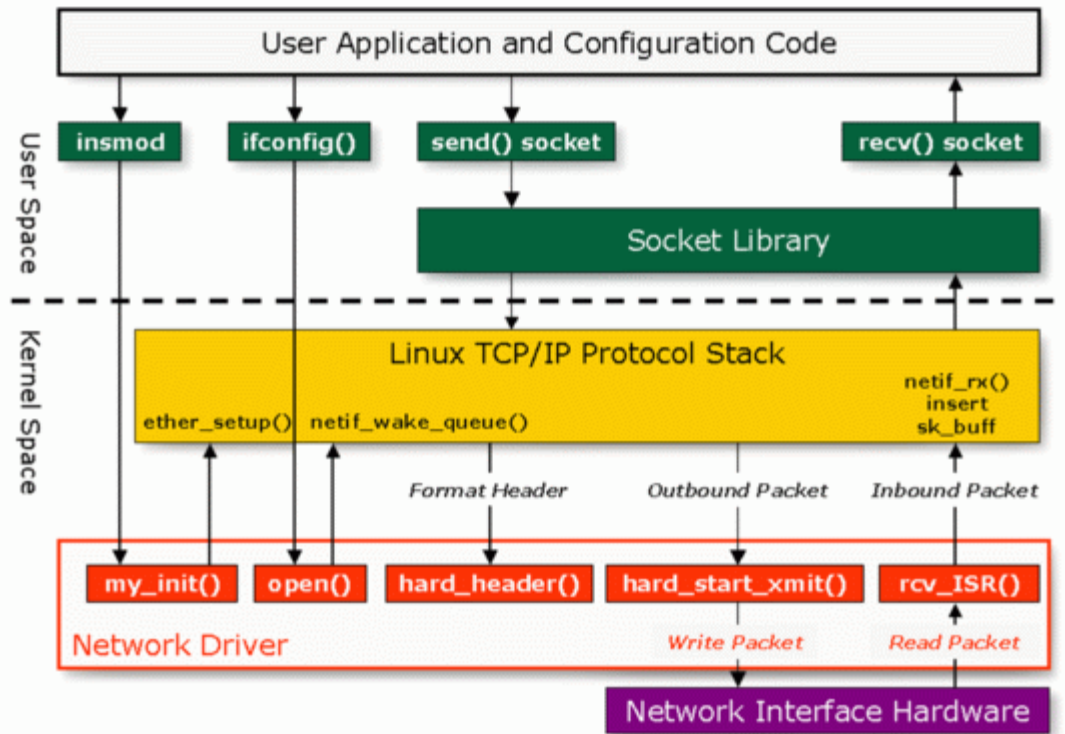 User Application and Configuration Code
insmod
ifconfig()
send() socket
recv() socket
User Space
Socket Library
Kernel Space
Linux TCP/IP Protocol Stack
netif_rx()
insert
sk_buff
ether_setup()
netif_wake_queue()
Format Header
Outbound Packet
Inbound Packet
my_init()
open()
hard_header()
hard_start_xmit()
rcv_ISR()
Network Driver
Write Packet
Read Packet
Network Interface Hardware